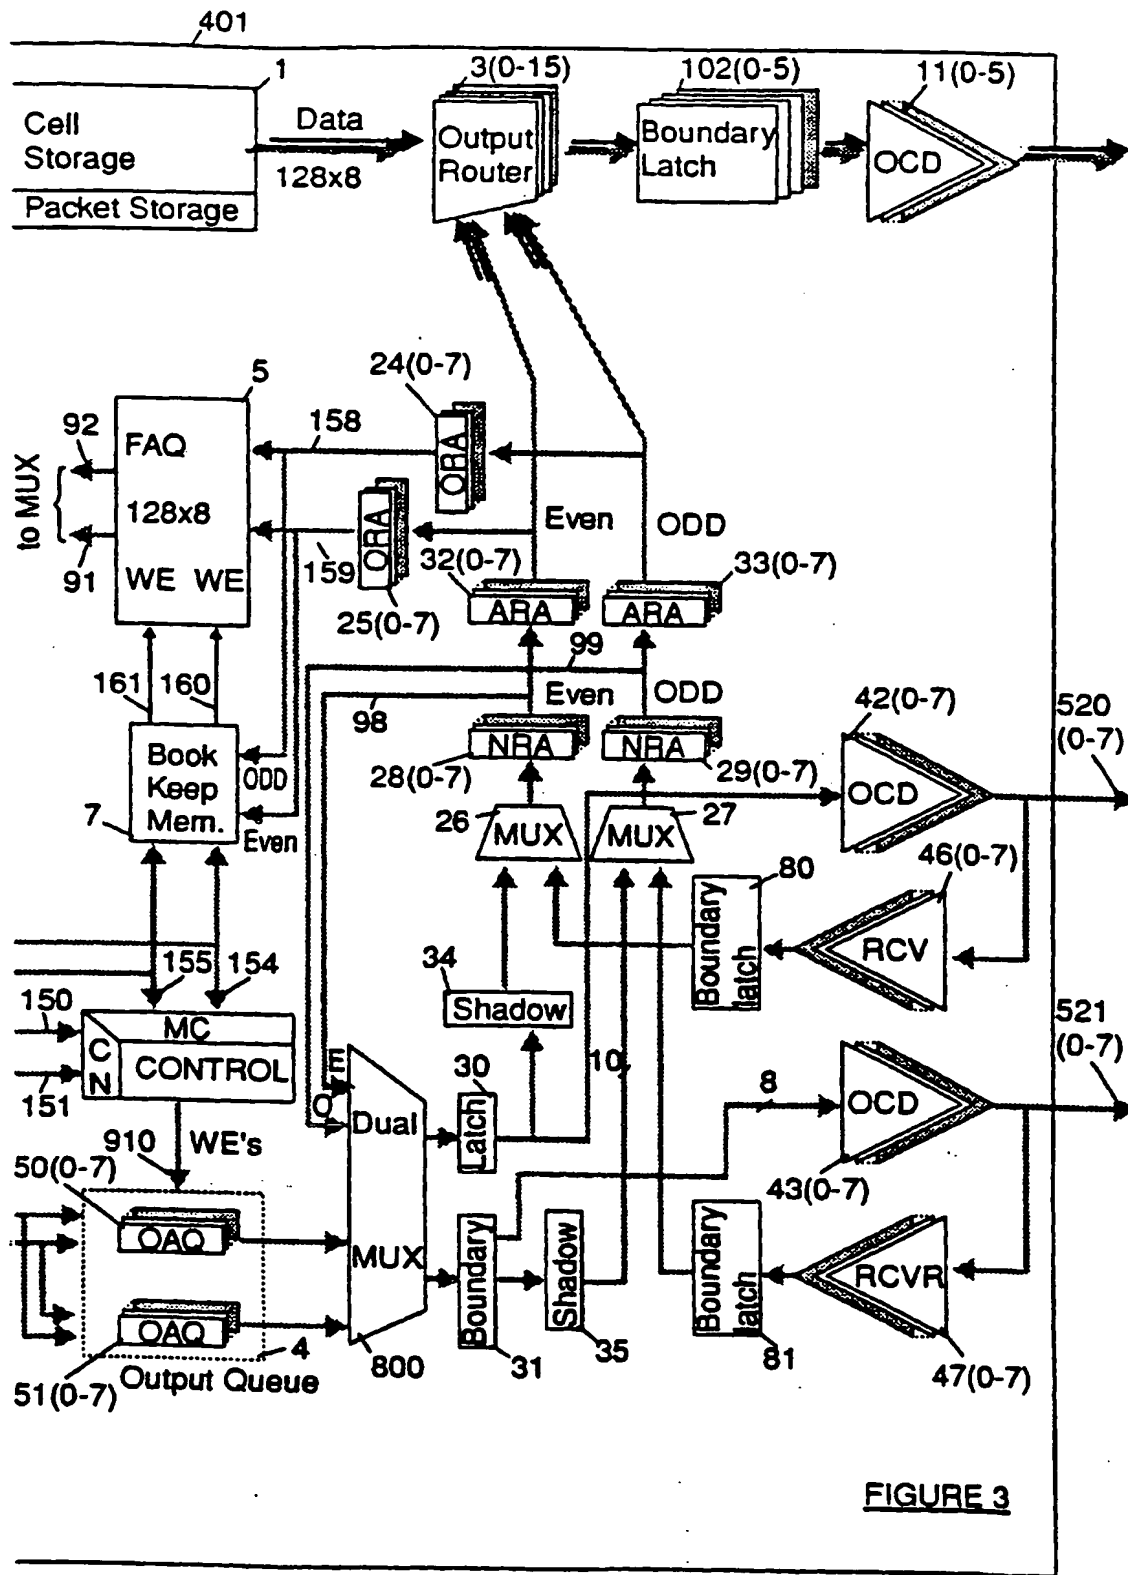 401
1
3(0-15)
102(0-5)
11(0-5)
Cell
Storage
Packet Storage
Data
128x8
Output
Router
Boundary
Latch
OCD
5
24(0-7)
92
FAQ
158
ORA
to MUX
128x8
ORA
Even
ODD
91
WE WE
159
32(0-7)
33(0-7)
25(0-7)
ARA
ARA
161
160
99
98
Even
ODD
42(0-7)
520
(0-7)
Book
Keep
Mem.
ODD
NRA
NRA
28(0-7)
29(0-7)
OCD
7
Even
26
27
MUX
MUX
80
46(0-7)
Boundary
latch
RCV
155
154
34
Shadow
150
MC
521
(0-7)
C
N
CONTROL
151
E
O
10
30
8
OCD
Dual
Latch
910
WE's
50(0-7)
43(0-7)
OAQ
MUX
Boundary
Shadow
Boundary
latch
RCVR
OAQ
4
800
31
35
81
47(0-7)
51(0-7)
Output Queue
FIGURE 3